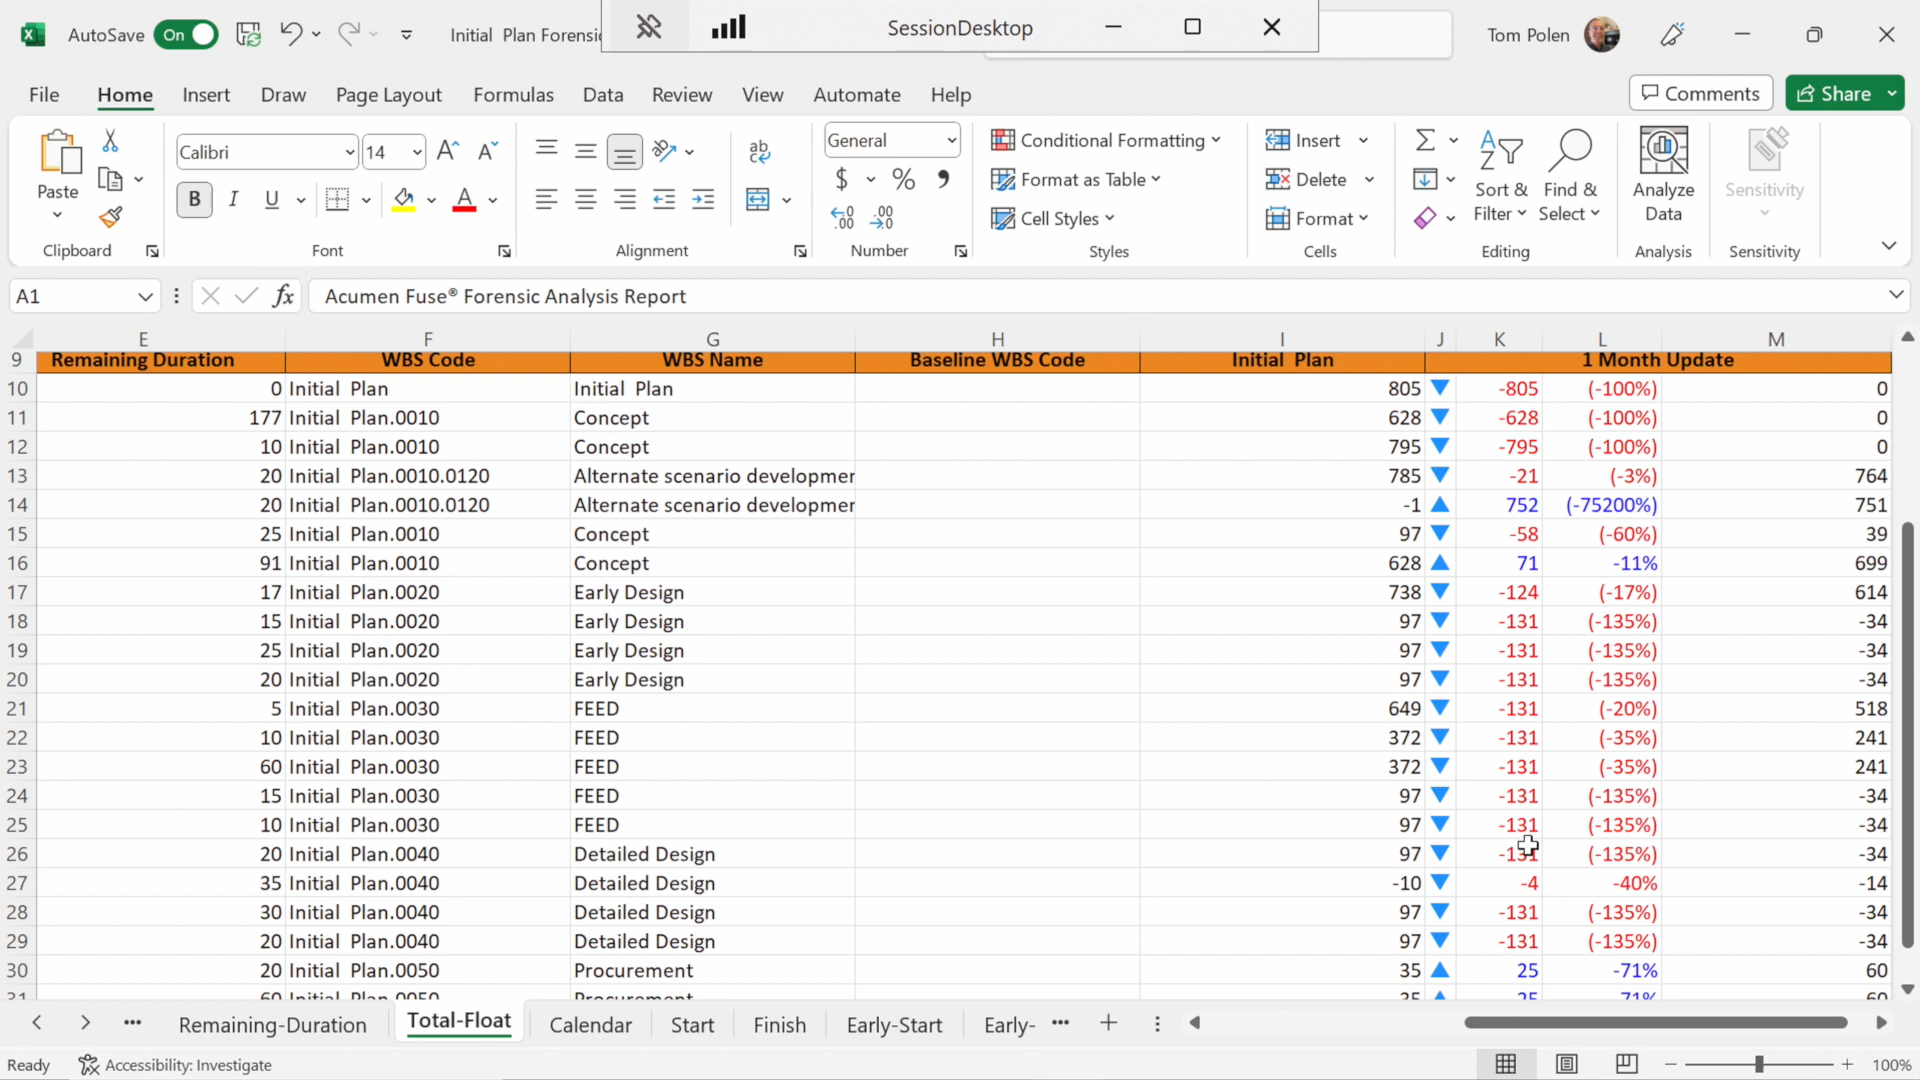 AutoSave On Initial Plan Forensic SessionDesktop Tom Polen
File Home Insert Draw Page Layout Formulas Data Review View Automate Help Comments Share
Paste Calibri 14 General Conditional Formatting Insert
Format as Table Delete Sort & Find & Analyze Sensitivity
B I U $ % Cell Styles Format Filter Select Data
Clipboard Font Alignment Number Styles Cells Editing Analysis Sensitivity
A1 fx Acumen Fuse® Forensic Analysis Report
E F G H I J K L M
9 Remaining Duration WBS Code WBS Name Baseline WBS Code Initial Plan 1 Month Update
10 0 Initial Plan Initial Plan 805 -805 (-100%) 0
11 177 Initial Plan.0010 Concept 628 -628 (-100%) 0
12 10 Initial Plan.0010 Concept 795 -795 (-100%) 0
13 20 Initial Plan.0010.0120 Alternate scenario developmer 785 -21 (-3%) 764
14 20 Initial Plan.0010.0120 Alternate scenario developmer -1 752 (-75200%) 751
15 25 Initial Plan.0010 Concept 97 -58 (-60%) 39
16 91 Initial Plan.0010 Concept 628 71 -11% 699
17 17 Initial Plan.0020 Early Design 738 -124 (-17%) 614
18 15 Initial Plan.0020 Early Design 97 -131 (-135%) -34
19 25 Initial Plan.0020 Early Design 97 -131 (-135%) -34
20 20 Initial Plan.0020 Early Design 97 -131 (-135%) -34
21 5 Initial Plan.0030 FEED 649 -131 (-20%) 518
22 10 Initial Plan.0030 FEED 372 -131 (-35%) 241
23 60 Initial Plan.0030 FEED 372 -131 (-35%) 241
24 15 Initial Plan.0030 FEED 97 -131 (-135%) -34
25 10 Initial Plan.0030 FEED 97 -131 (-135%) -34
26 20 Initial Plan.0040 Detailed Design 97 -131 (-135%) -34
27 35 Initial Plan.0040 Detailed Design -10 -4 -40% -14
28 30 Initial Plan.0040 Detailed Design 97 -131 (-135%) -34
29 20 Initial Plan.0040 Detailed Design 97 -131 (-135%) -34
30 20 Initial Plan.0050 Procurement 35 25 -71% 60
31 60 Initial Plan.0050 Procurement 35 25 -71% 60
Remaining-Duration Total-Float Calendar Start Finish Early-Start Early-
Ready Accessibility: Investigate 100%